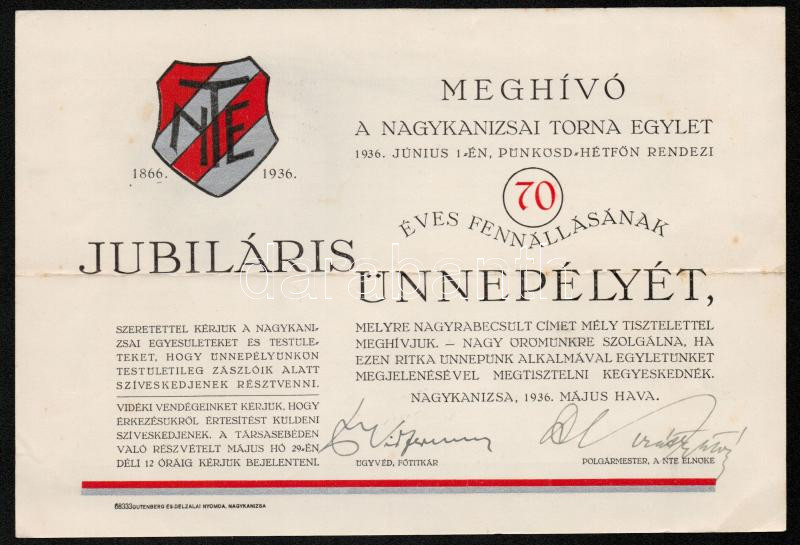 NTE
1866. 1936.
MEGHÍVÓ
A NAGYKANIZSAI TORNA EGYLET
1936. JÚNIUS 1-ÉN, PÜNKÖSD-HÉTFŐN RENDEZI
70
ÉVES FENNÁLLÁSÁNAK
JUBILÁRIS
ÜNNEPÉLYÉT,
SZERETETTEL KÉRJÜK A NAGYKANI-
ZSAI EGYESÜLETEKET ÉS TESTÜLE-
TEKET, HOGY ÜNNEPÉLYÜNKÖN
TESTÜLETILEG ZÁSZLÓIK ALATT
SZÍVESKEDJENEK RÉSZTVENNI.
VIDÉKI VENDÉGEINKET KÉRJÜK, HOGY
ÉRKEZÉSUKRŐL ÉRTESÍTÉST KÜLDENI
SZÍVESKEDJENEK. A TÁRSASEBÉDEN
VALÓ RÉSZVÉTELT MÁJUS HÓ 29-ÉN
DÉLI 12 ÓRÁIG KÉRJÜK BEJELENTENI.
MELYRE NAGYRABECSÜLT CÍMET MÉLY TISZTELETTEL
MEGHÍVJUK. — NAGY ÖRÖMÜNKRE SZOLGÁLNA, HA
EZEN RITKA ÜNNEPÜNK ALKALMÁVAL EGYLETÜNKET
MEGJELENÉSÉVEL MEGTISZTELNI KEGYESKEDNÉK.
NAGYKANIZSA, 1936. MÁJUS HAVA.
ÜGYVÉD, FŐTITKÁR
POLGÁRMESTER, A NTE ELNÖKE
68333 GUTENBERG ÉS DÉLZALAI NYOMDA, NAGYKANIZSA
darabanth